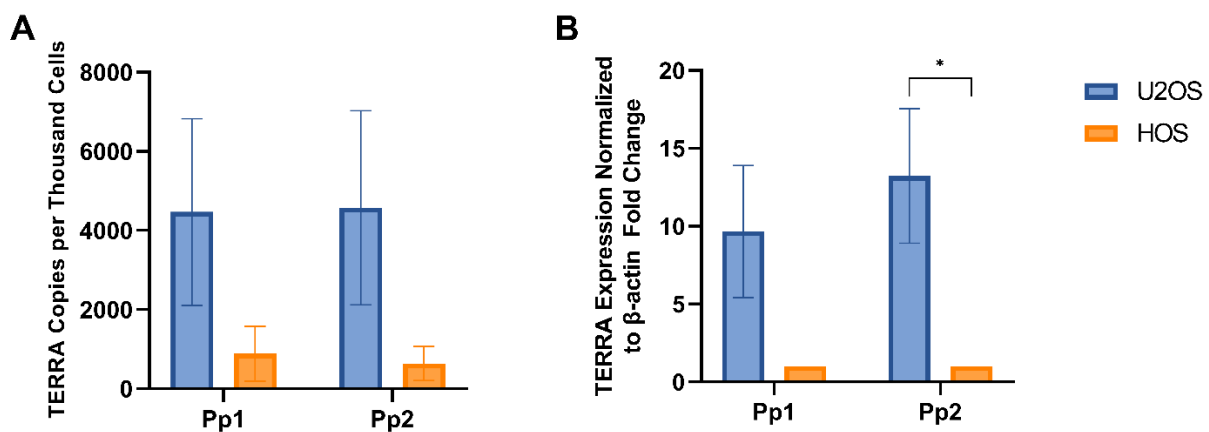 A
TERRA Copies per Thousand Cells
8000
6000
4000
2000
0
Pp1
Pp2
B
TERRA Expression Normalized
to β-actin Fold Change
20
15
10
5
0
*
Pp1
Pp2
U2OS
HOS